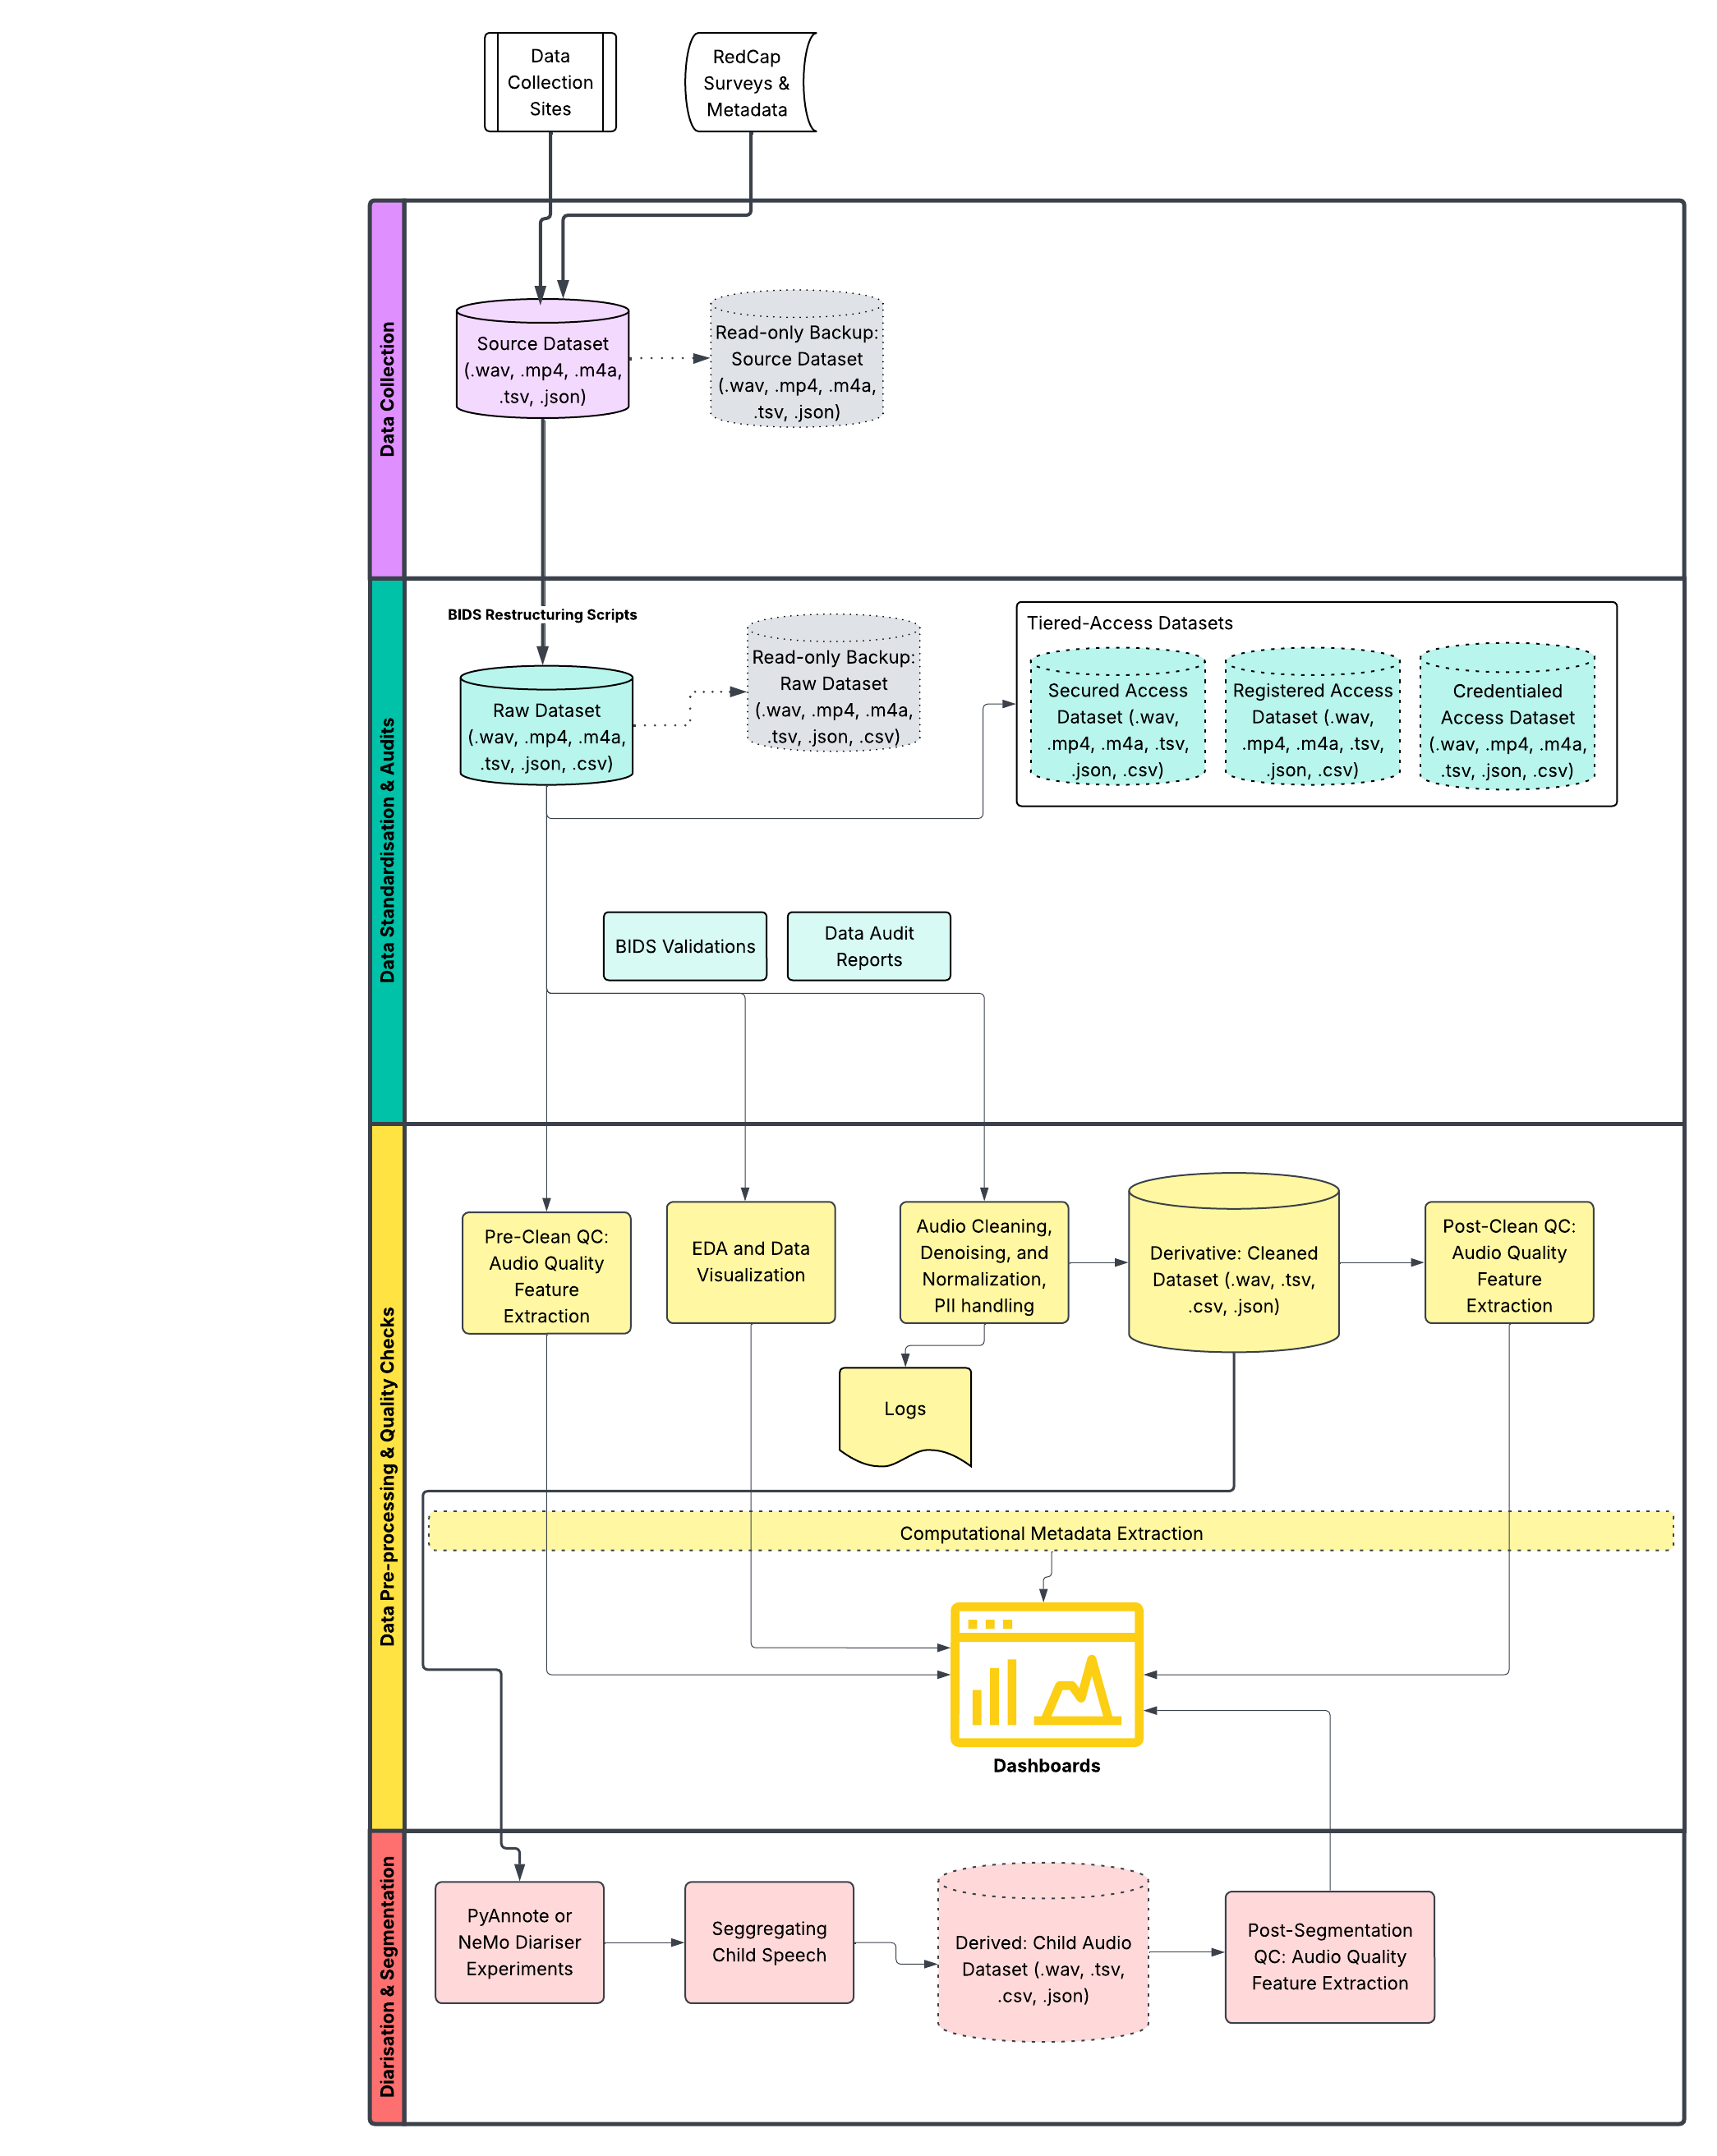 Data
Collection
Sites
RedCap
Surveys &
Metadata
Data Collection
Source Dataset
(.wav, .mp4, .m4a,
.tsv, .json)
Read-only Backup:
Source Dataset
(.wav, .mp4, .m4a,
.tsv, .json)
Data Standardisation & Audits
BIDS Restructuring Scripts
Raw Dataset
(.wav, .mp4, .m4a,
.tsv, .json, .csv)
Read-only Backup:
Raw Dataset
(.wav, .mp4, .m4a,
.tsv, .json, .csv)
Tiered-Access Datasets
Secured Access
Dataset (.wav,
.mp4, .m4a, .tsv,
.json, .csv)
Registered Access
Dataset (.wav,
.mp4, .m4a, .tsv,
.json, .csv)
Credentialed
Access Dataset
(.wav, .mp4, .m4a,
.tsv, .json, .csv)
BIDS Validations
Data Audit
Reports
Data Pre-processing & Quality Checks
Pre-Clean QC:
Audio Quality
Feature
Extraction
EDA and Data
Visualization
Audio Cleaning,
Denoising, and
Normalization,
PII handling
Derivative: Cleaned
Dataset (.wav, .tsv,
.csv, .json)
Post-Clean QC:
Audio Quality
Feature
Extraction
Logs
Computational Metadata Extraction
Dashboards
Diarisation & Segmentation
PyAnnote or
NeMo Diariser
Experiments
Seggregating
Child Speech
Derived: Child Audio
Dataset (.wav, .tsv,
.csv, .json)
Post-Segmentation
QC: Audio Quality
Feature Extraction